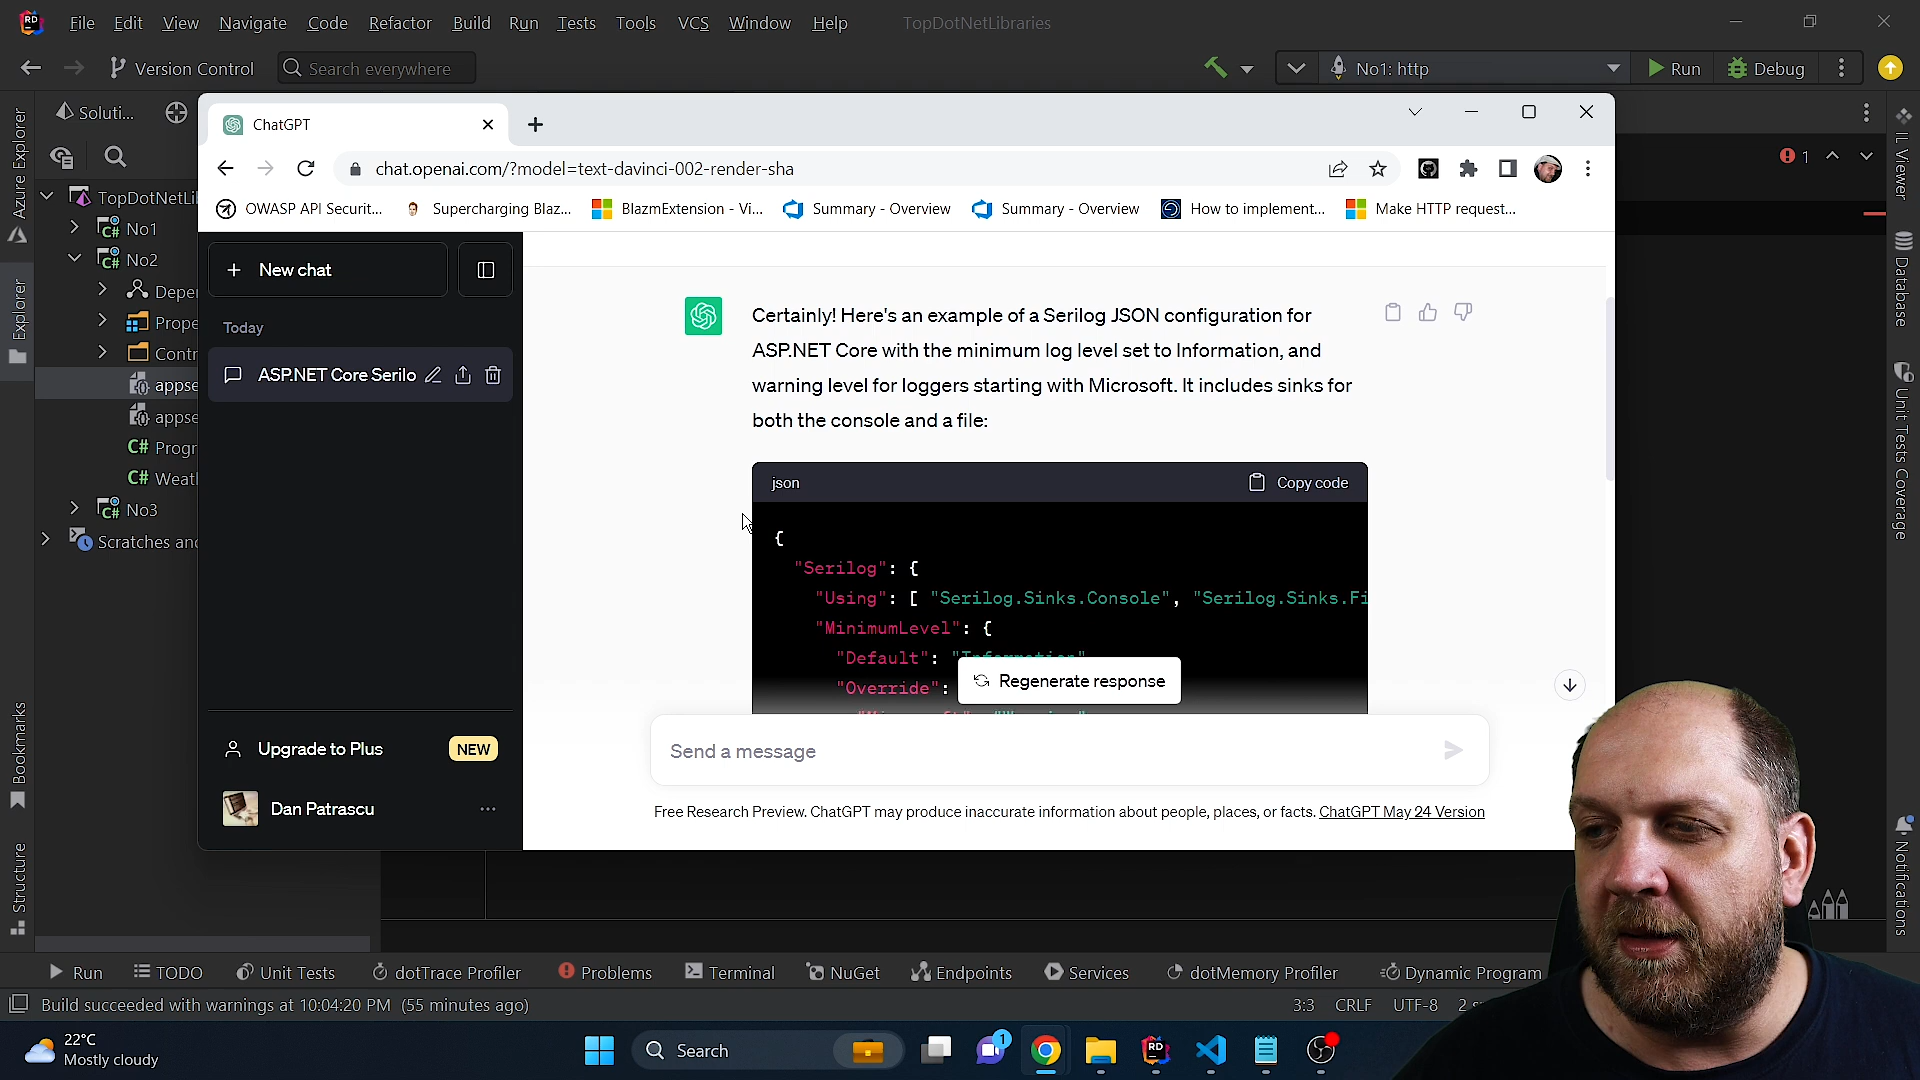 File Edit View Navigate Code Refactor Build Run Tests Tools VCS Window Help TopDotNetLibraries
Version Control Search everywhere No1: http Run Debug
Soluti...
ChatGPT
1
chat.openai.com/?model=text-davinci-002-render-sha
OWASP API Securit... Supercharging Blaz... BlazmExtension - Vi... Summary - Overview Summary - Overview How to implement... Make HTTP request...
Azure Explorer
Explorer
Bookmarks
Structure
TopDotNetLi
No1
No2
Depe
Prope
Contr
appse
appse
C# Progr
C# Weat
No3
Scratches and
New chat
Today
ASP.NET Core Serilo
Upgrade to Plus NEW
Dan Patrascu
Certainly! Here's an example of a Serilog JSON configuration for
ASP.NET Core with the minimum log level set to Information, and
warning level for loggers starting with Microsoft. It includes sinks for
both the console and a file:
json Copy code
{
"Serilog": {
"Using": [ "Serilog.Sinks.Console", "Serilog.Sinks.Fi
"MinimumLevel": {
"Default": "Information"
"Override":
Regenerate response
Send a message
Free Research Preview. ChatGPT may produce inaccurate information about people, places, or facts. ChatGPT May 24 Version
IL Viewer
Database
Unit Tests Coverage
Notifications
Run TODO Unit Tests dotTrace Profiler Problems Terminal NuGet Endpoints Services dotMemory Profiler Dynamic Program
Build succeeded with warnings at 10:04:20 PM (55 minutes ago) 3:3 CRLF UTF-8
22°C
Mostly cloudy
Search
1